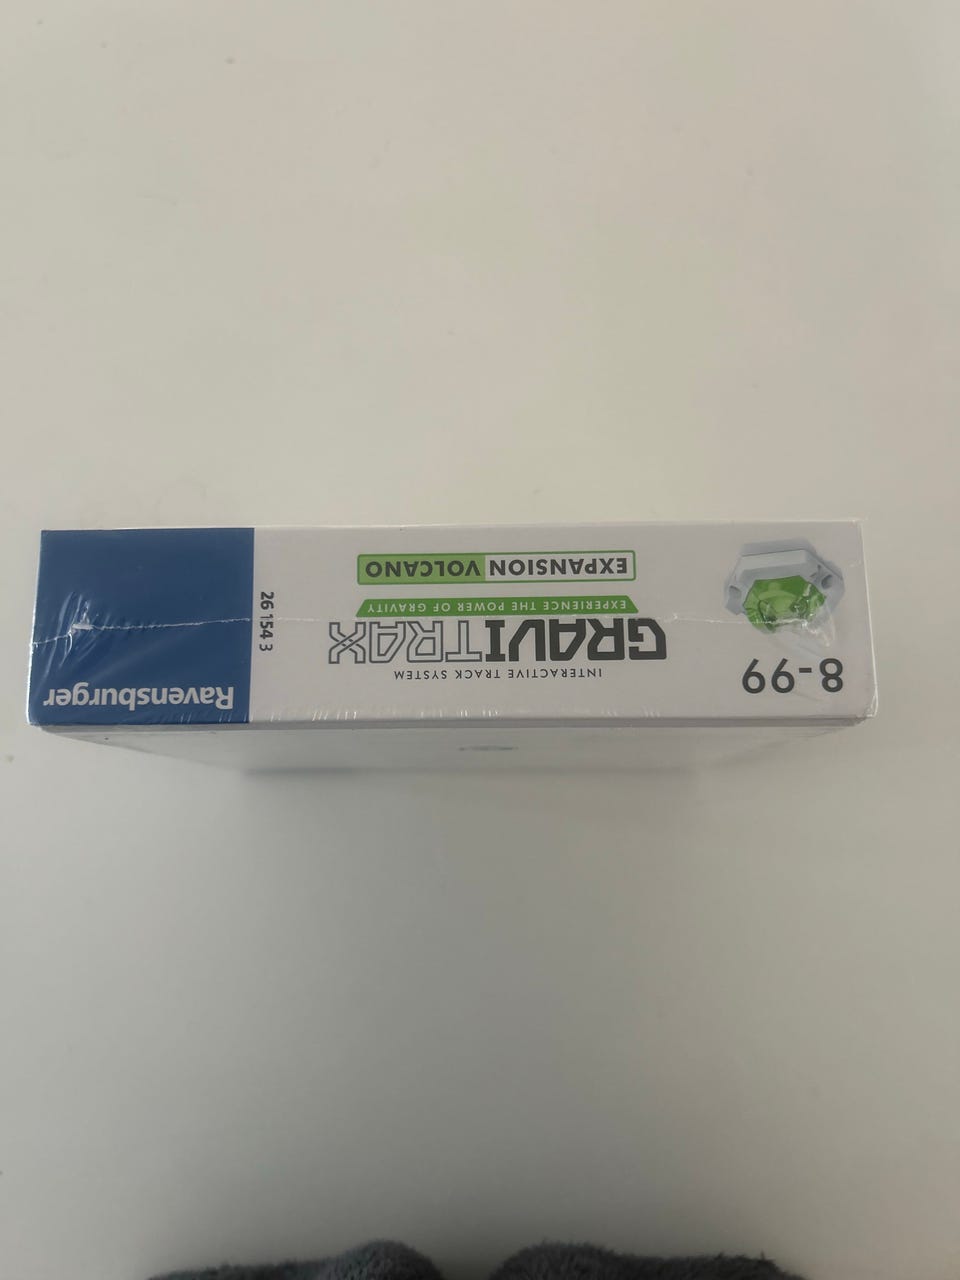 8-99
INTERACTIVE TRACK SYSTEM
GRAVITRAX
EXPERIENCE THE POWER OF GRAVITY
EXPANSION VOLCANO
26 154 3
Ravensburger